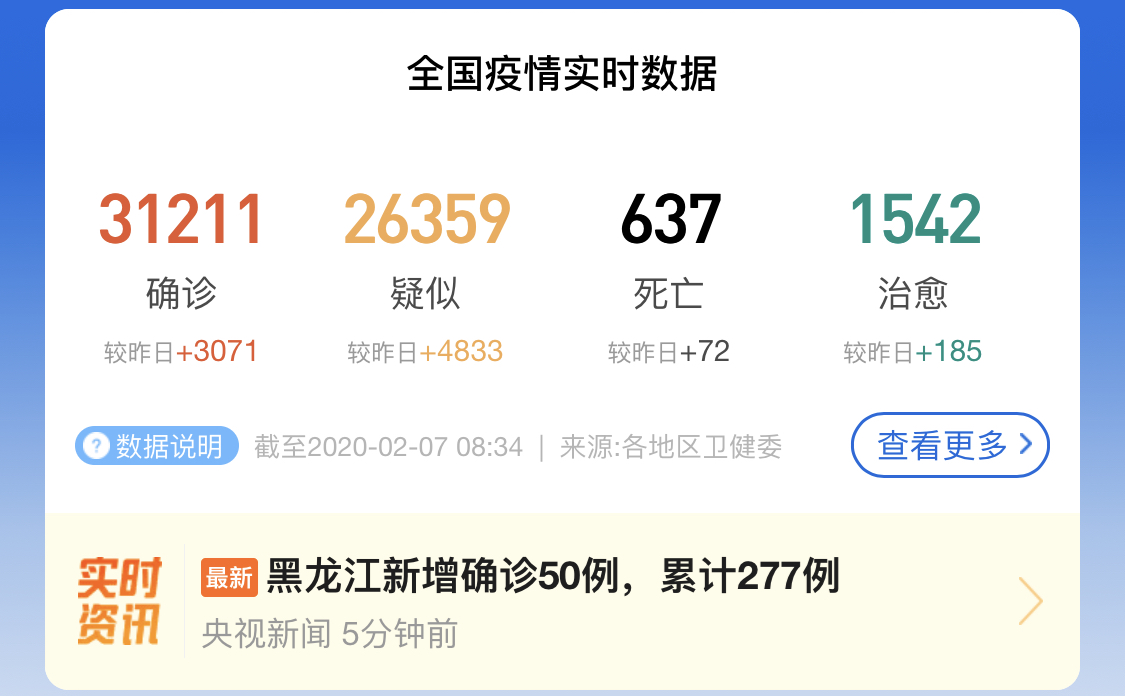 全国疫情实时数据
31211 26359 637 1542
确诊 疑似 死亡 治愈
较昨日+3071 较昨日+4833 较昨日+72 较昨日+185
? 数据说明 截至2020-02-07 08:34 | 来源:各地区卫健委 查看更多
实时
资讯
最新 黑龙江新增确诊50例，累计277例
央视新闻 5分钟前